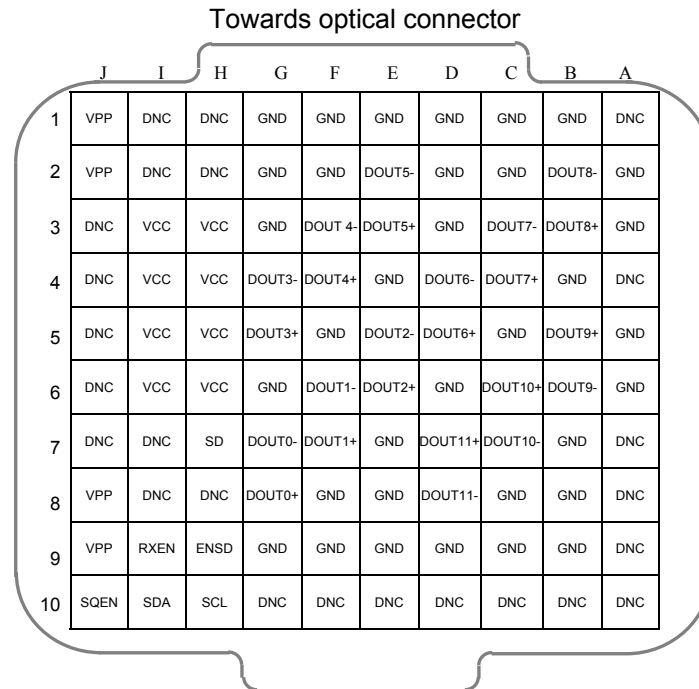 Towards optical connector
J I H G F E D C B A
1 VPP DNC DNC GND GND GND GND GND GND DNC
2 VPP DNC DNC GND GND DOUT5- GND GND DOUT8- GND
3 DNC VCC VCC GND DOUT 4- DOUT5+ GND DOUT7- DOUT8+ GND
4 DNC VCC VCC DOUT3- DOUT4+ GND DOUT6- DOUT7+ GND DNC
5 DNC VCC VCC DOUT3+ GND DOUT2- DOUT6+ GND DOUT9+ GND
6 DNC VCC VCC GND DOUT1- DOUT2+ GND DOUT10+ DOUT9- GND
7 DNC DNC SD DOUT0- DOUT1+ GND DOUT11+ DOUT10- GND DNC
8 VPP DNC DNC DOUT0+ GND GND DOUT11- GND GND DNC
9 VPP RXEN ENSD GND GND GND GND GND GND DNC
10 SQEN SDA SCL DNC DNC DNC DNC DNC DNC DNC